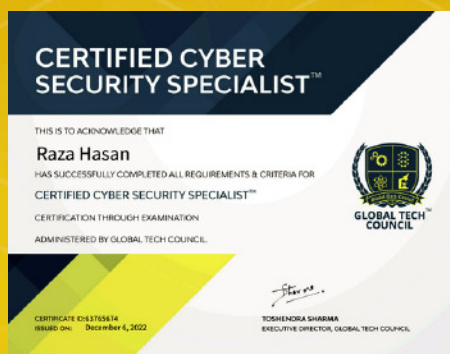 CERTIFIED CYBER
SECURITY SPECIALIST™
THIS IS TO ACKNOWLEDGE THAT
Raza Hasan
HAS SUCCESSFULLY COMPLETED ALL REQUIREMENTS & CRITERIA FOR
CERTIFIED CYBER SECURITY SPECIALIST™
CERTIFICATION THROUGH EXAMINATION
ADMINISTERED BY GLOBAL TECH COUNCIL.
GLOBAL TECH™
COUNCIL
CERTIFICATE ID:63765674
ISSUED ON: December 6, 2022
TOSHENDRA SHARMA
EXECUTIVE DIRECTOR, GLOBAL TECH COUNCIL